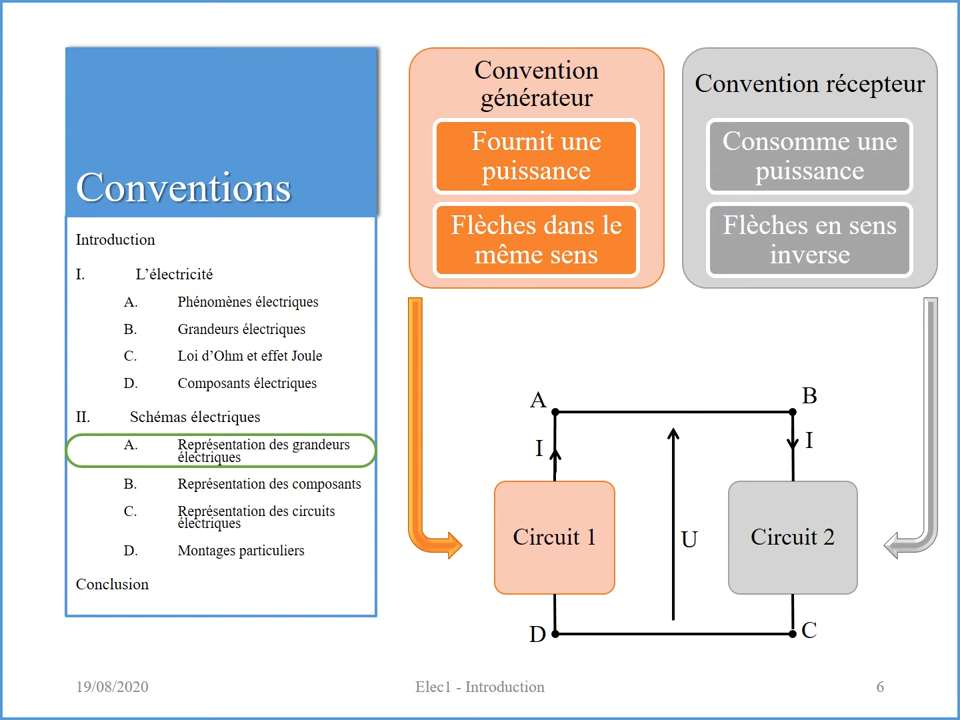 Conventions
Introduction
I. L’électricité
A. Phénomènes électriques
B. Grandeurs électriques
C. Loi d’Ohm et effet Joule
D. Composants électriques
II. Schémas électriques
A. Représentation des grandeurs
électriques
B. Représentation des composants
C. Représentation des circuits
électriques
D. Montages particuliers
Conclusion
Convention
générateur
Fournit une
puissance
Flèches dans le
même sens
Convention récepteur
Consomme une
puissance
Flèches en sens
inverse
A
B
I
I
Circuit 1
U
Circuit 2
D
C
19/08/2020
Elec1 - Introduction
6